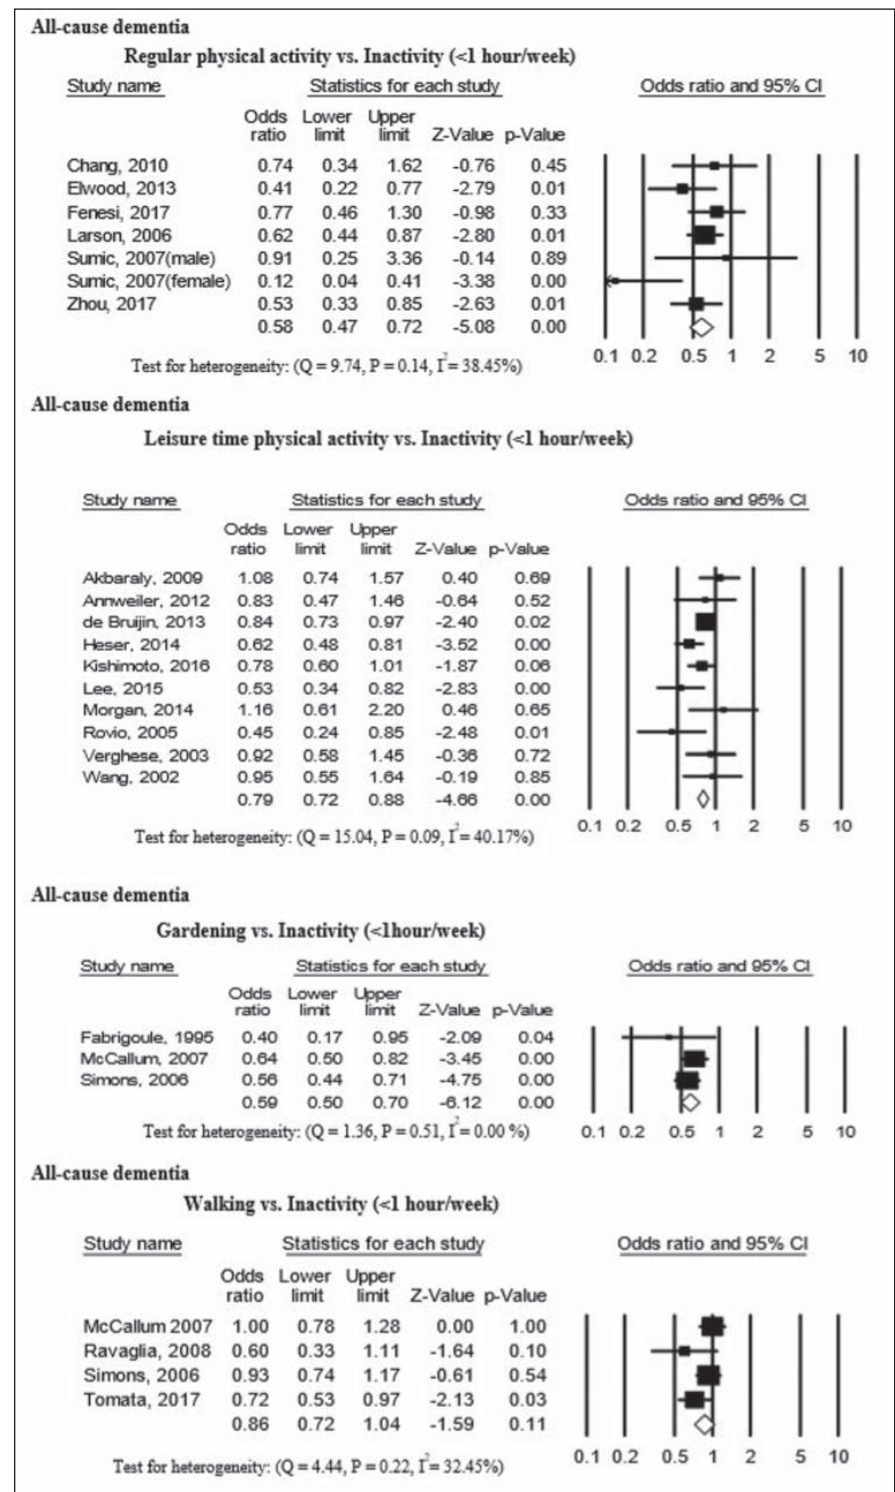 All-cause dementia
Regular physical activity vs. Inactivity (<1 hour/week)
Study name Statistics for each study Odds ratio and 95% CI
Odds Lower Upper
ratio limit limit Z-Value p-Value
Chang, 2010 0.74 0.34 1.62 -0.76 0.45
Elwood, 2013 0.41 0.22 0.77 -2.79 0.01
Fenesi, 2017 0.77 0.46 1.30 -0.98 0.33
Larson, 2006 0.62 0.44 0.87 -2.80 0.01
Sumic, 2007(male) 0.91 0.25 3.36 -0.14 0.89
Sumic, 2007(female) 0.12 0.04 0.41 -3.38 0.00
Zhou, 2017 0.53 0.33 0.85 -2.63 0.01
0.58 0.47 0.72 -5.08 0.00
0.1 0.2 0.5 1 2 5 10
Test for heterogeneity: (Q = 9.74, P = 0.14, I²= 38.45%)
All-cause dementia
Leisure time physical activity vs. Inactivity (<1 hour/week)
Study name Statistics for each study Odds ratio and 95% CI
Odds Lower Upper
ratio limit limit Z-Value p-Value
Akbaraly, 2009 1.08 0.74 1.57 0.40 0.69
Annweiler, 2012 0.83 0.47 1.46 -0.64 0.52
de Bruijin, 2013 0.84 0.73 0.97 -2.40 0.02
Heser, 2014 0.62 0.48 0.81 -3.52 0.00
Kishimoto, 2016 0.78 0.60 1.01 -1.87 0.06
Lee, 2015 0.53 0.34 0.82 -2.83 0.00
Morgan, 2014 1.16 0.61 2.20 0.46 0.65
Rovio, 2005 0.45 0.24 0.85 -2.48 0.01
Verghese, 2003 0.92 0.58 1.45 -0.36 0.72
Wang, 2002 0.95 0.55 1.64 -0.19 0.85
0.79 0.72 0.88 -4.66 0.00
0.1 0.2 0.5 1 2 5 10
Test for heterogeneity: (Q = 15.04, P = 0.09, I²= 40.17%)
All-cause dementia
Gardening vs. Inactivity (<1hour/week)
Study name Statistics for each study Odds ratio and 95% CI
Odds Lower Upper
ratio limit limit Z-Value p-Value
Fabrigoule, 1995 0.40 0.17 0.95 -2.09 0.04
McCallum, 2007 0.64 0.50 0.82 -3.45 0.00
Simons, 2006 0.56 0.44 0.71 -4.75 0.00
0.59 0.50 0.70 -6.12 0.00
Test for heterogeneity: (Q = 1.36, P = 0.51, I²= 0.00 %)
0.1 0.2 0.5 1 2 5 10
All-cause dementia
Walking vs. Inactivity (<1 hour/week)
Study name Statistics for each study Odds ratio and 95% CI
Odds Lower Upper
ratio limit limit Z-Value p-Value
McCallum 2007 1.00 0.78 1.28 0.00 1.00
Ravaglia, 2008 0.60 0.33 1.11 -1.64 0.10
Simons, 2006 0.93 0.74 1.17 -0.61 0.54
Tomata, 2017 0.72 0.53 0.97 -2.13 0.03
0.86 0.72 1.04 -1.59 0.11
0.1 0.2 0.5 1 2 5 10
Test for heterogeneity: (Q = 4.44, P = 0.22, I²= 32.45%)